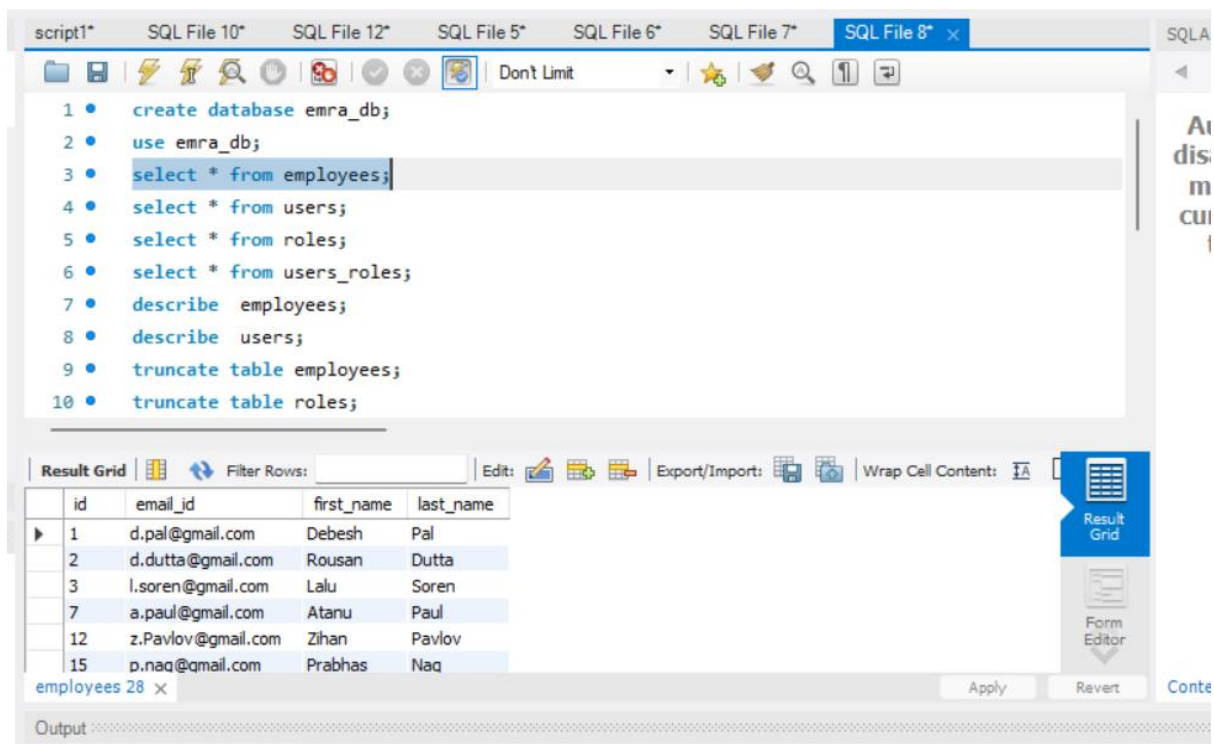 script1* SQL File 10* SQL File 12* SQL File 5* SQL File 6* SQL File 7* SQL File 8* × SQLA
Don't Limit
1 create database emra_db;
2 use emra_db;
3 select * from employees;
4 select * from users;
5 select * from roles;
6 select * from users_roles;
7 describe  employees;
8 describe  users;
9 truncate table employees;
10 truncate table roles;
Result Grid Filter Rows: Edit: Export/Import: Wrap Cell Content: IA
id email_id first_name last_name
1 d.pal@gmail.com Debesh Pal
2 d.dutta@gmail.com Rousan Dutta
3 l.soren@gmail.com Lalu Soren
7 a.paul@gmail.com Atanu Paul
12 z.Pavlov@gmail.com Zihan Pavlov
15 p.nag@gmail.com Prabhas Nag
Result
Grid
Form
Editor
employees 28 × Apply Revert Conte
Output